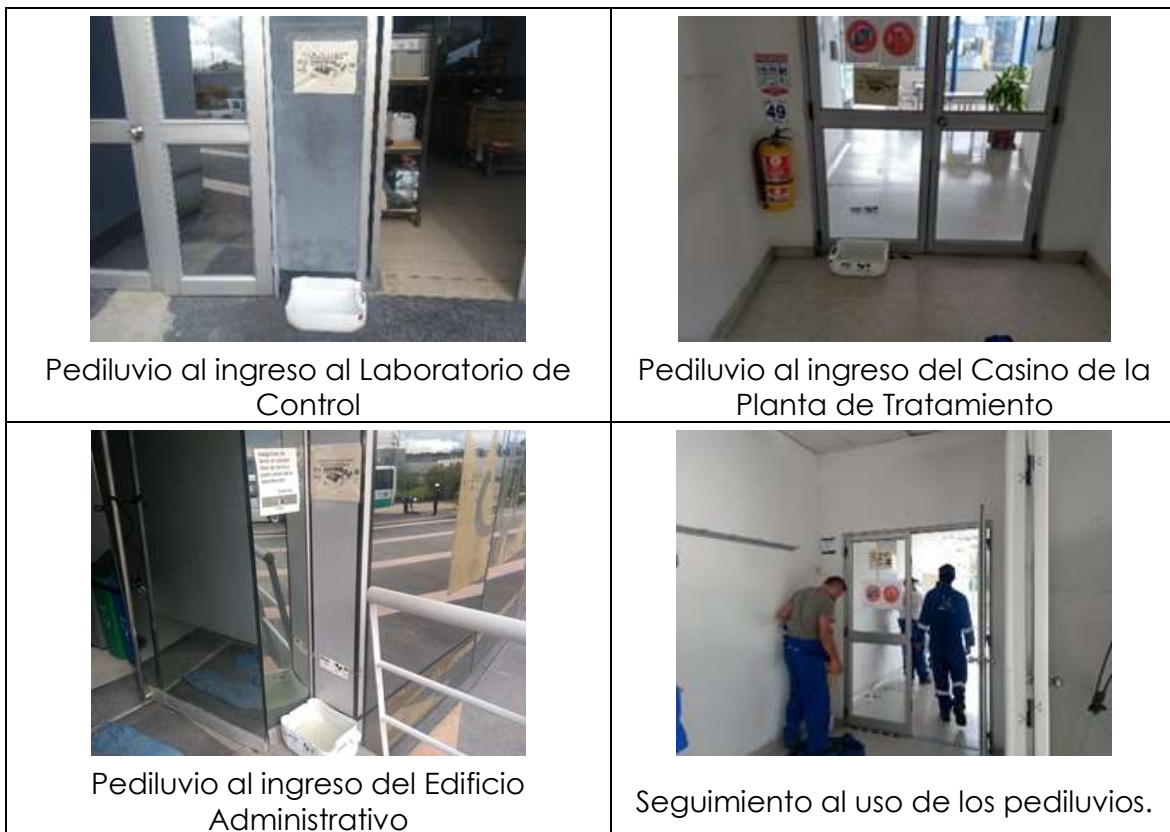 49
Pediluvio al ingreso al Laboratorio de
Control
Pediluvio al ingreso del Casino de la
Planta de Tratamiento
Pediluvio al ingreso del Edificio
Administrativo
Seguimiento al uso de los pediluvios.